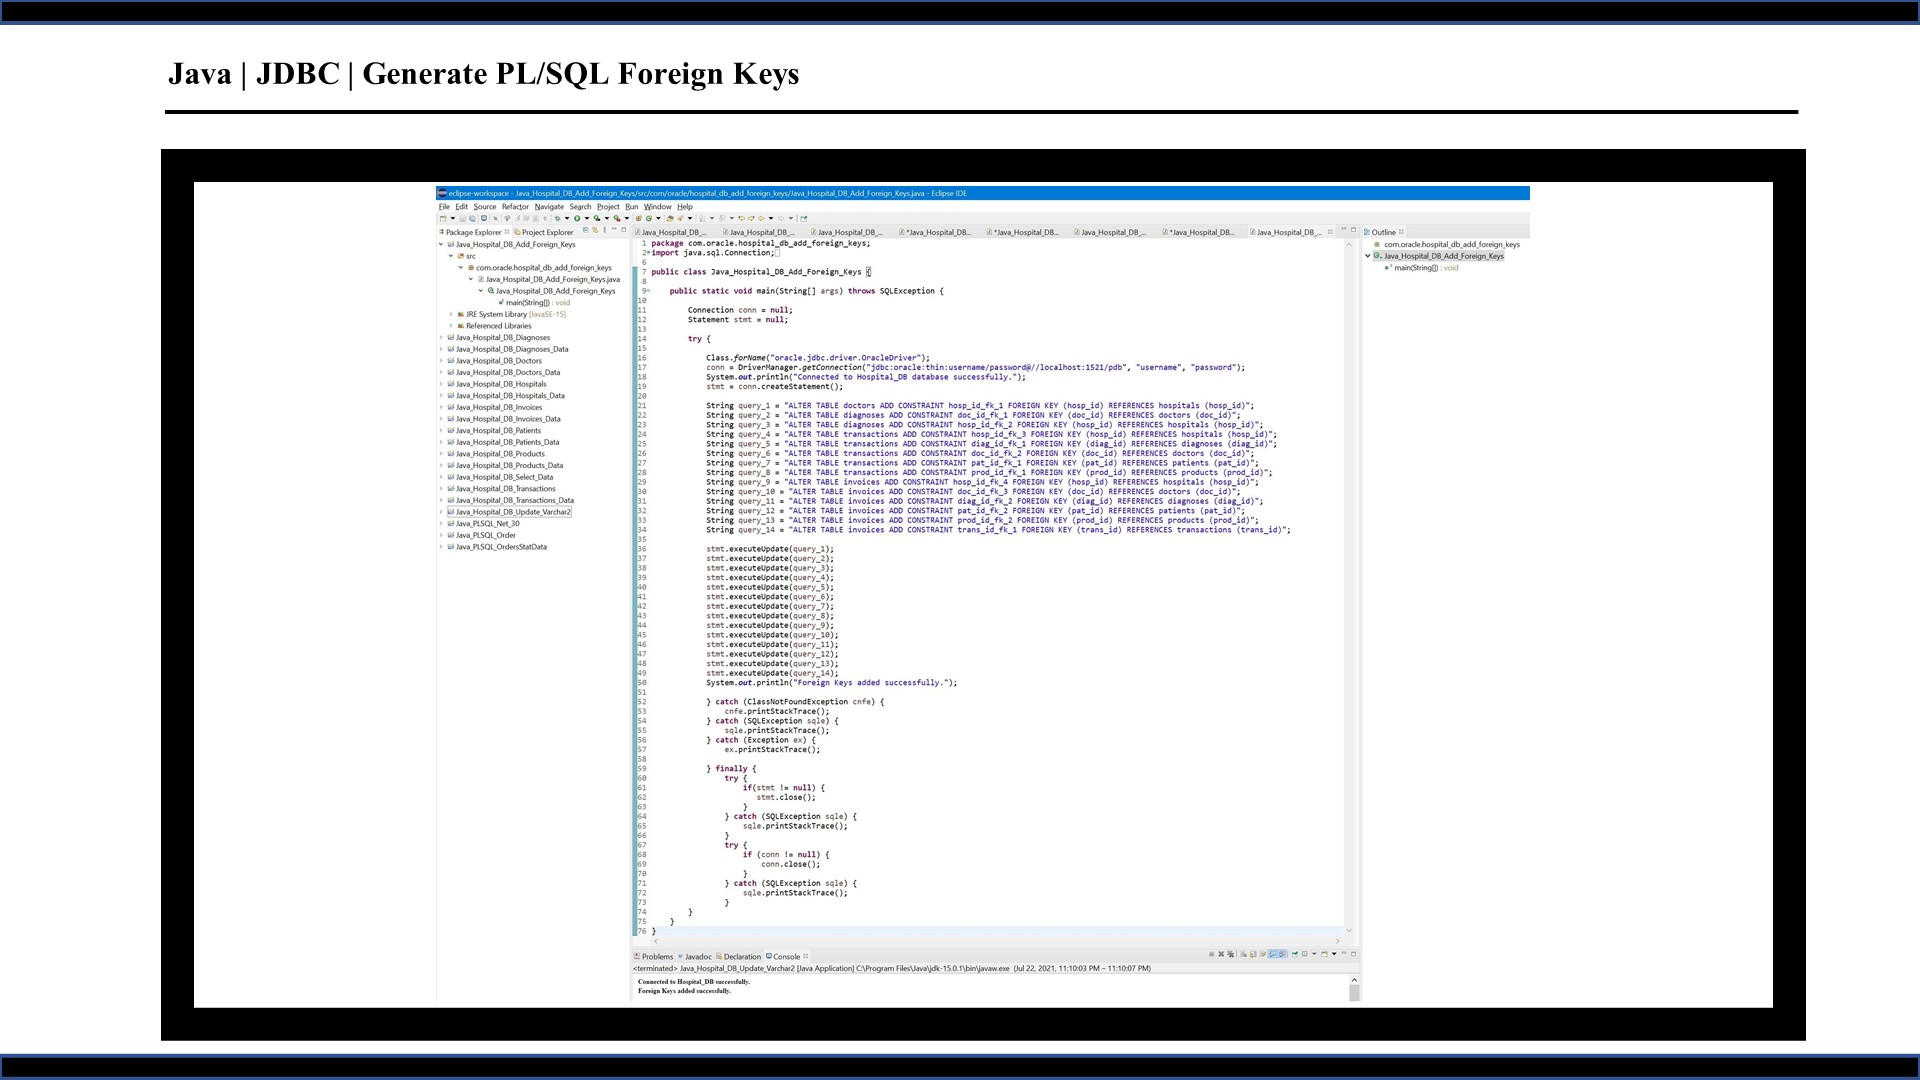 Java | JDBC | Generate PL/SQL Foreign Keys
eclipse-workspace - Java_Hospital_DB_Add_Foreign_Keys/src/com/oracle/hospital_db_add_foreign_keys/Java_Hospital_DB_Add_Foreign_Keys.java - Eclipse IDE
File Edit Source Refactor Navigate Search Project Run Window Help
Package Explorer Project Explorer
Java_Hospital_DB_Add_Foreign_Keys
src
com.oracle.hospital_db_add_foreign_keys
Java_Hospital_DB_Add_Foreign_Keys.java
Java_Hospital_DB_Add_Foreign_Keys
main(String[]) : void
JRE System Library [JavaSE-15]
Referenced Libraries
Java_Hospital_DB_Diagnoses
Java_Hospital_DB_Diagnoses_Data
Java_Hospital_DB_Doctors
Java_Hospital_DB_Doctors_Data
Java_Hospital_DB_Hospitals
Java_Hospital_DB_Hospitals_Data
Java_Hospital_DB_Invoices
Java_Hospital_DB_Invoices_Data
Java_Hospital_DB_Patients
Java_Hospital_DB_Patients_Data
Java_Hospital_DB_Products
Java_Hospital_DB_Products_Data
Java_Hospital_DB_Select_Data
Java_Hospital_DB_Transactions
Java_Hospital_DB_Transactions_Data
Java_Hospital_DB_Update_Varchar2
Java_PLSQL_Net_30
Java_PLSQL_Order
Java_PLSQL_OrdersStatData
Java_Hospital_DB_... Java_Hospital_DB_... Java_Hospital_DB_... *Java_Hospital_DB... *Java_Hospital_DB... Java_Hospital_DB_... *Java_Hospital_DB... Java_Hospital_DB_...
1 package com.oracle.hospital_db_add_foreign_keys;
2 import java.sql.Connection;
6
7 public class Java_Hospital_DB_Add_Foreign_Keys {
8
9 public static void main(String[] args) throws SQLException {
10
11 Connection conn = null;
12 Statement stmt = null;
13
14 try {
15
16 Class.forName("oracle.jdbc.driver.OracleDriver");
17 conn = DriverManager.getConnection("jdbc:oracle:thin:username/password@//localhost:1521/pdb", "username", "password");
18 System.out.println("Connected to Hospital_DB database successfully.");
19 stmt = conn.createStatement();
20
21 String query_1 = "ALTER TABLE doctors ADD CONSTRAINT hosp_id_fk_1 FOREIGN KEY (hosp_id) REFERENCES hospitals (hosp_id)";
22 String query_2 = "ALTER TABLE diagnoses ADD CONSTRAINT doc_id_fk_1 FOREIGN KEY (doc_id) REFERENCES doctors (doc_id)";
23 String query_3 = "ALTER TABLE diagnoses ADD CONSTRAINT hosp_id_fk_2 FOREIGN KEY (hosp_id) REFERENCES hospitals (hosp_id)";
24 String query_4 = "ALTER TABLE transactions ADD CONSTRAINT hosp_id_fk_3 FOREIGN KEY (hosp_id) REFERENCES hospitals (hosp_id)";
25 String query_5 = "ALTER TABLE transactions ADD CONSTRAINT diag_id_fk_1 FOREIGN KEY (diag_id) REFERENCES diagnoses (diag_id)";
26 String query_6 = "ALTER TABLE transactions ADD CONSTRAINT doc_id_fk_2 FOREIGN KEY (doc_id) REFERENCES doctors (doc_id)";
27 String query_7 = "ALTER TABLE transactions ADD CONSTRAINT pat_id_fk_1 FOREIGN KEY (pat_id) REFERENCES patients (pat_id)";
28 String query_8 = "ALTER TABLE transactions ADD CONSTRAINT prod_id_fk_1 FOREIGN KEY (prod_id) REFERENCES products (prod_id)";
29 String query_9 = "ALTER TABLE invoices ADD CONSTRAINT hosp_id_fk_4 FOREIGN KEY (hosp_id) REFERENCES hospitals (hosp_id)";
30 String query_10 = "ALTER TABLE invoices ADD CONSTRAINT doc_id_fk_3 FOREIGN KEY (doc_id) REFERENCES doctors (doc_id)";
31 String query_11 = "ALTER TABLE invoices ADD CONSTRAINT diag_id_fk_2 FOREIGN KEY (diag_id) REFERENCES diagnoses (diag_id)";
32 String query_12 = "ALTER TABLE invoices ADD CONSTRAINT pat_id_fk_2 FOREIGN KEY (pat_id) REFERENCES patients (pat_id)";
33 String query_13 = "ALTER TABLE invoices ADD CONSTRAINT prod_id_fk_2 FOREIGN KEY (prod_id) REFERENCES products (prod_id)";
34 String query_14 = "ALTER TABLE invoices ADD CONSTRAINT trans_id_fk_1 FOREIGN KEY (trans_id) REFERENCES transactions (trans_id)";
35
36 stmt.executeUpdate(query_1);
37 stmt.executeUpdate(query_2);
38 stmt.executeUpdate(query_3);
39 stmt.executeUpdate(query_4);
40 stmt.executeUpdate(query_5);
41 stmt.executeUpdate(query_6);
42 stmt.executeUpdate(query_7);
43 stmt.executeUpdate(query_8);
44 stmt.executeUpdate(query_9);
45 stmt.executeUpdate(query_10);
46 stmt.executeUpdate(query_11);
47 stmt.executeUpdate(query_12);
48 stmt.executeUpdate(query_13);
49 stmt.executeUpdate(query_14);
50 System.out.println("Foreign Keys added successfully.");
51
52 } catch (ClassNotFoundException cnfe) {
53 cnfe.printStackTrace();
54 } catch (SQLException sqle) {
55 sqle.printStackTrace();
56 } catch (Exception ex) {
57 ex.printStackTrace();
58
59 } finally {
60 try {
61 if(stmt != null) {
62 stmt.close();
63 }
64 } catch (SQLException sqle) {
65 sqle.printStackTrace();
66 }
67 try {
68 if (conn != null) {
69 conn.close();
70 }
71 } catch (SQLException sqle) {
72 sqle.printStackTrace();
73 }
74 }
75 }
76 }
Outline
com.oracle.hospital_db_add_foreign_keys
Java_Hospital_DB_Add_Foreign_Keys
main(String[]) : void
Problems Javadoc Declaration Console
<terminated> Java_Hospital_DB_Update_Varchar2 [Java Application] C:\Program Files\Java\jdk-15.0.1\bin\javaw.exe (Jul 22, 2021, 11:10:03 PM – 11:10:07 PM)
Connected to Hospital_DB successfully.
Foreign Keys added successfully.